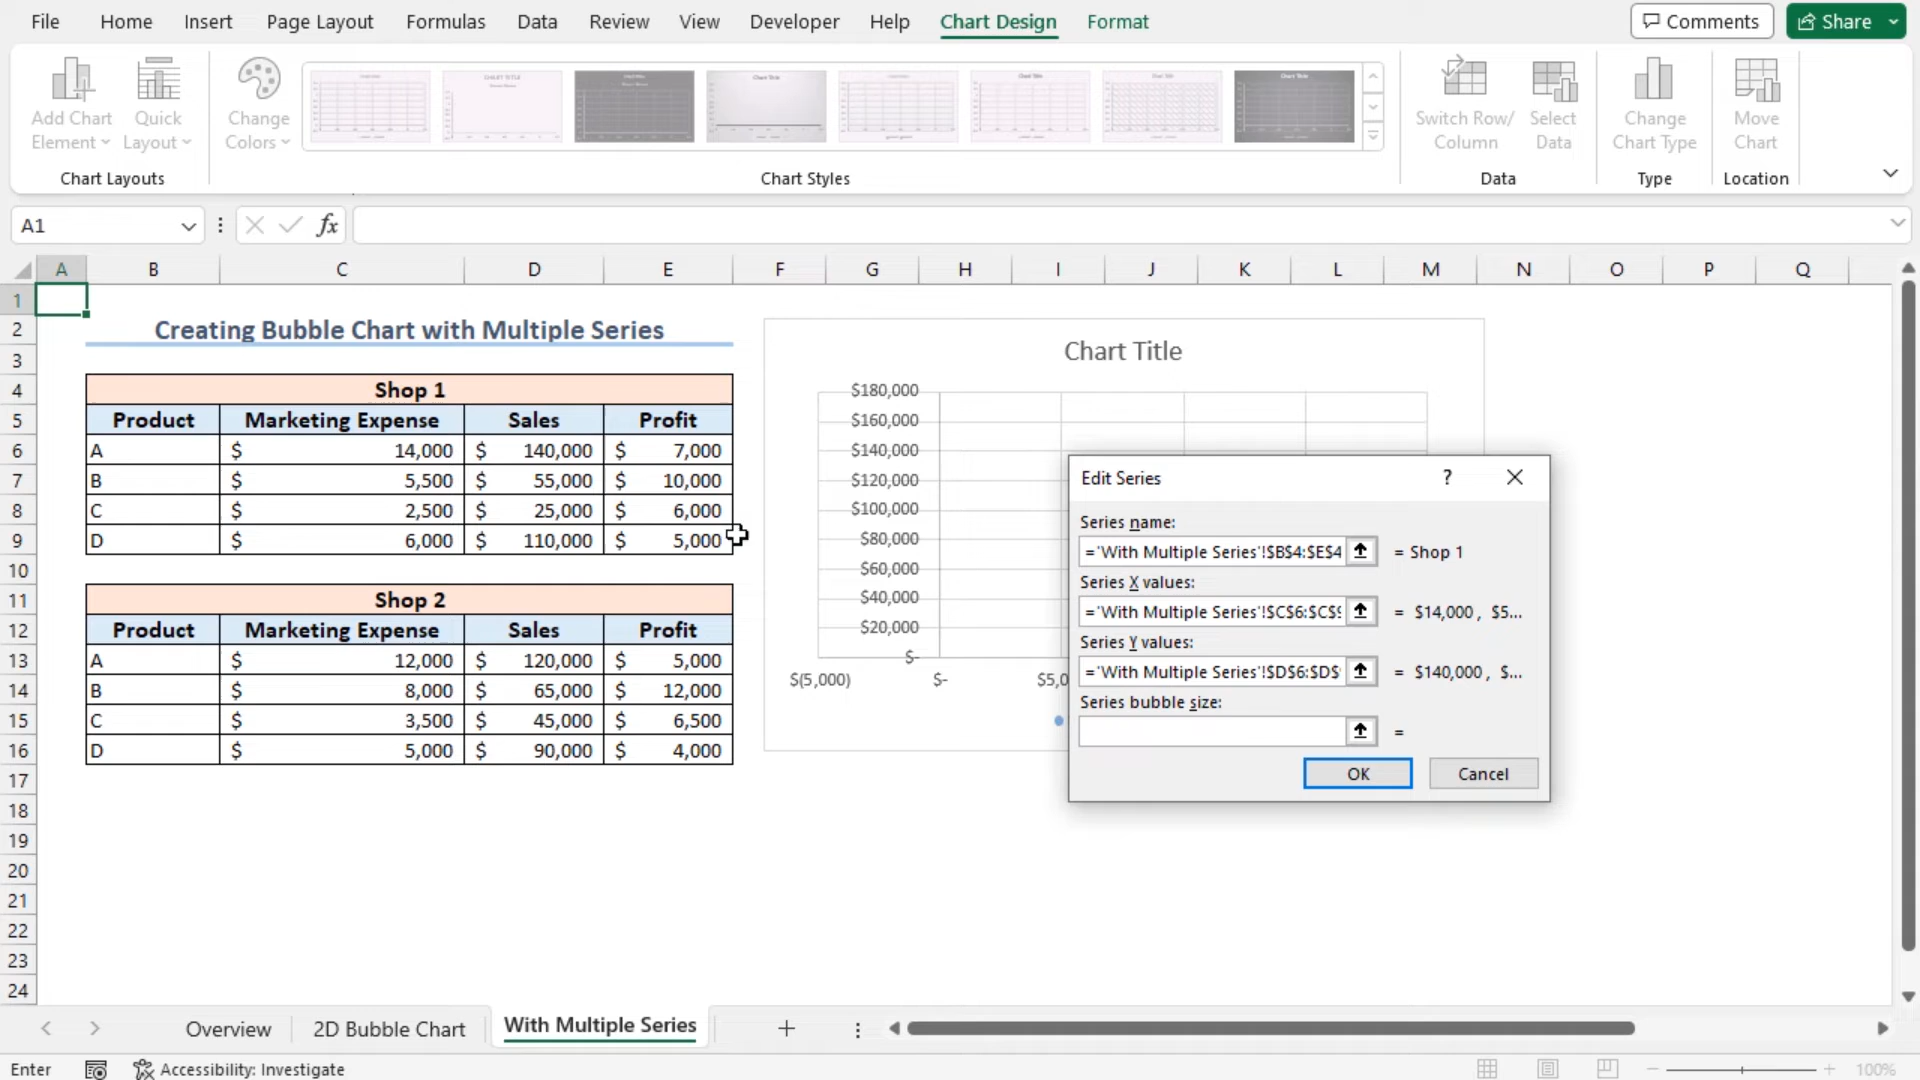 File Home Insert Page Layout Formulas Data Review View Developer Help Chart Design Format Comments Share
Add Chart Element Quick Layout Change Colors Switch Row/ Column Select Data Change Chart Type Move Chart
Chart Layouts Chart Styles Data Type Location
A1 fx
A B C D E F G H I J K L M N O P Q
1
2 Creating Bubble Chart with Multiple Series
3
4 Shop 1
5 Product Marketing Expense Sales Profit
6 A $ 14,000 $ 140,000 $ 7,000
7 B $ 5,500 $ 55,000 $ 10,000
8 C $ 2,500 $ 25,000 $ 6,000
9 D $ 6,000 $ 110,000 $ 5,000
10
11 Shop 2
12 Product Marketing Expense Sales Profit
13 A $ 12,000 $ 120,000 $ 5,000
14 B $ 8,000 $ 65,000 $ 12,000
15 C $ 3,500 $ 45,000 $ 6,500
16 D $ 5,000 $ 90,000 $ 4,000
17
18
19
20
21
22
23
24
Chart Title
$180,000
$160,000
$140,000
$120,000
$100,000
$80,000
$60,000
$40,000
$20,000
$-
$(5,000) $- $5,0
Edit Series ?
Series name:
='With Multiple Series'!$B$4:$E$4 = Shop 1
Series X values:
='With Multiple Series'!$C$6:$C$9 = $14,000 , $5...
Series Y values:
='With Multiple Series'!$D$6:$D$ = $140,000 , $...
Series bubble size:
=
OK Cancel
Overview 2D Bubble Chart With Multiple Series
Enter Accessibility: Investigate 100%